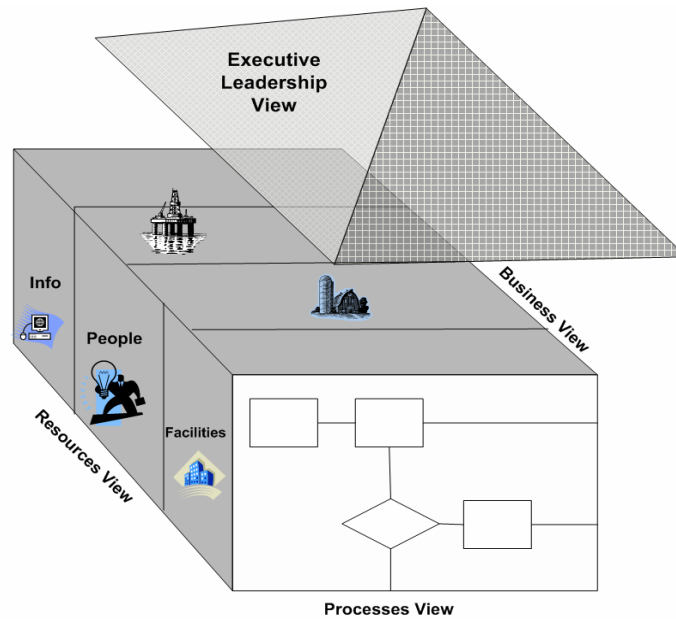 Executive
Leadership
View
Info
People
Facilities
Resources View
Business View
Processes View